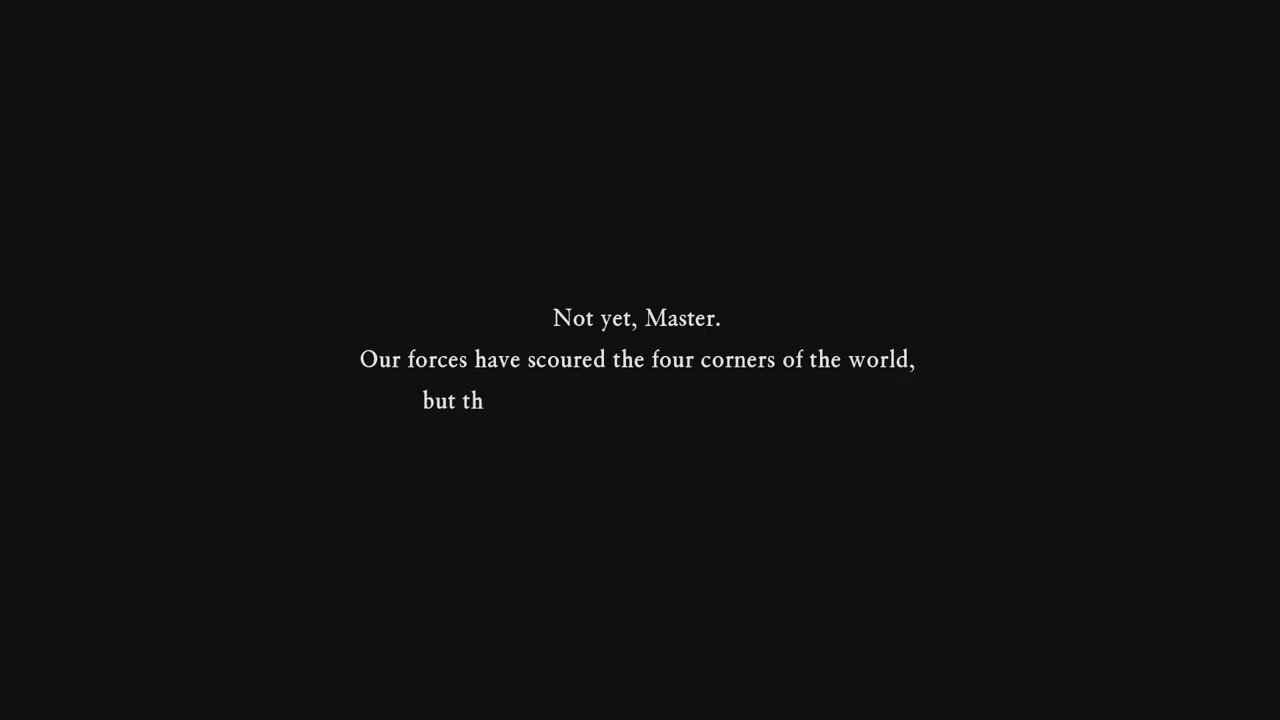 Not yet, Master.
Our forces have scoured the four corners of the world,
but th